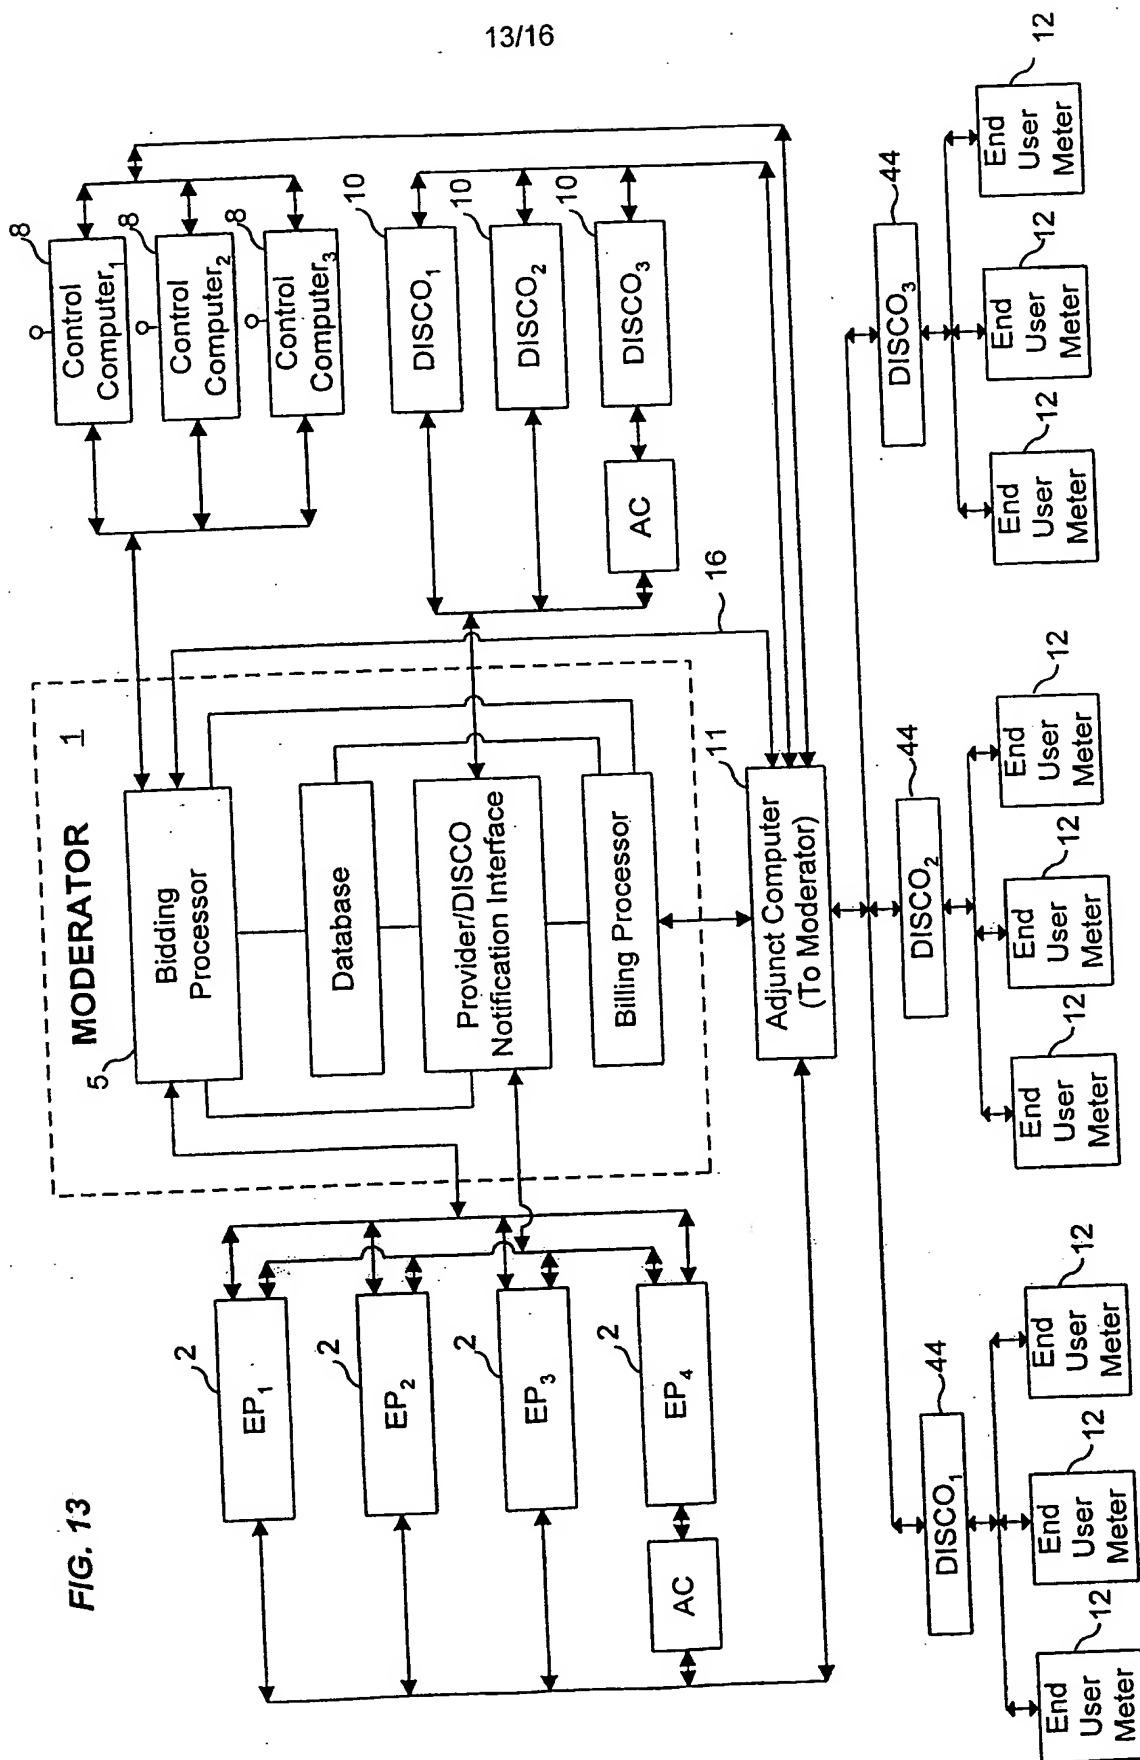 13/16
FIG. 13
MODERATOR 1
5
Bidding
Processor
Database
Provider/DISCO
Notification Interface
Billing Processor
2
EP1
2
EP2
2
EP3
2
EP4
AC
8
Control
Computer1
8
Control
Computer2
8
Control
Computer3
10
DISCO1
10
DISCO2
10
DISCO3
AC
16
11
Adjunct Computer
(To Moderator)
44
DISCO1
12
End
User
Meter
12
End
User
Meter
12
End
User
Meter
44
DISCO2
12
End
User
Meter
12
End
User
Meter
12
End
User
Meter
44
DISCO3
12
End
User
Meter
12
End
User
Meter
12
End
User
Meter